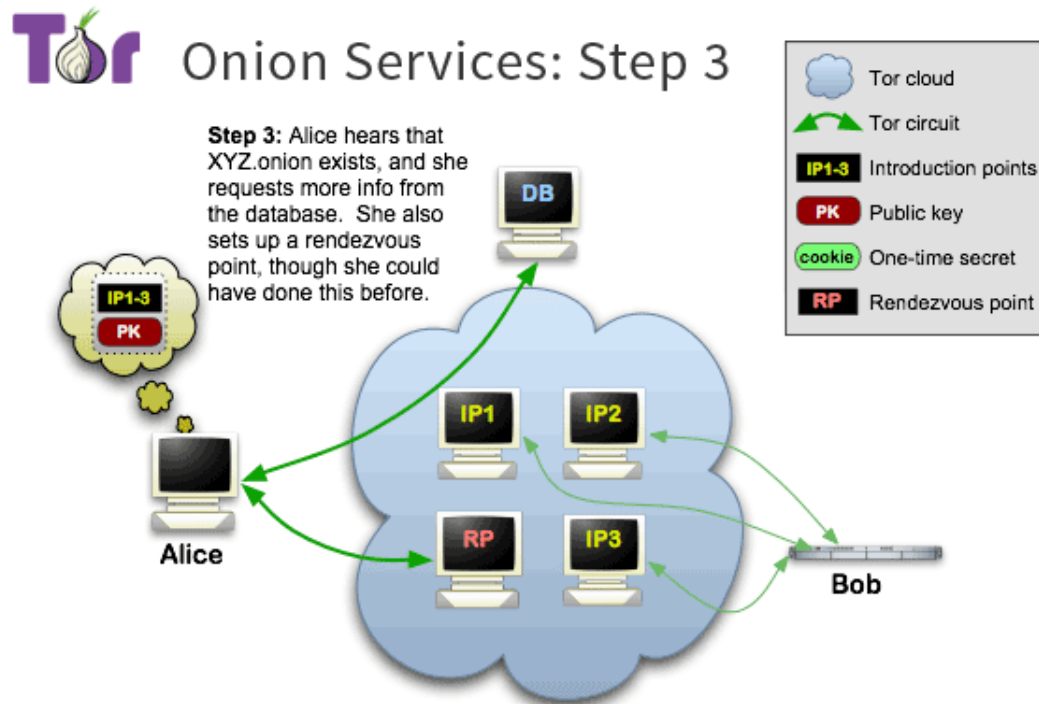 Tor
Onion Services: Step 3
Step 3: Alice hears that
XYZ.onion exists, and she
requests more info from
the database. She also
sets up a rendezvous
point, though she could
have done this before.
Tor cloud
Tor circuit
IP1-3 Introduction points
PK Public key
cookie One-time secret
RP Rendezvous point
DB
IP1-3
PK
IP1 IP2
RP IP3
Alice
Bob